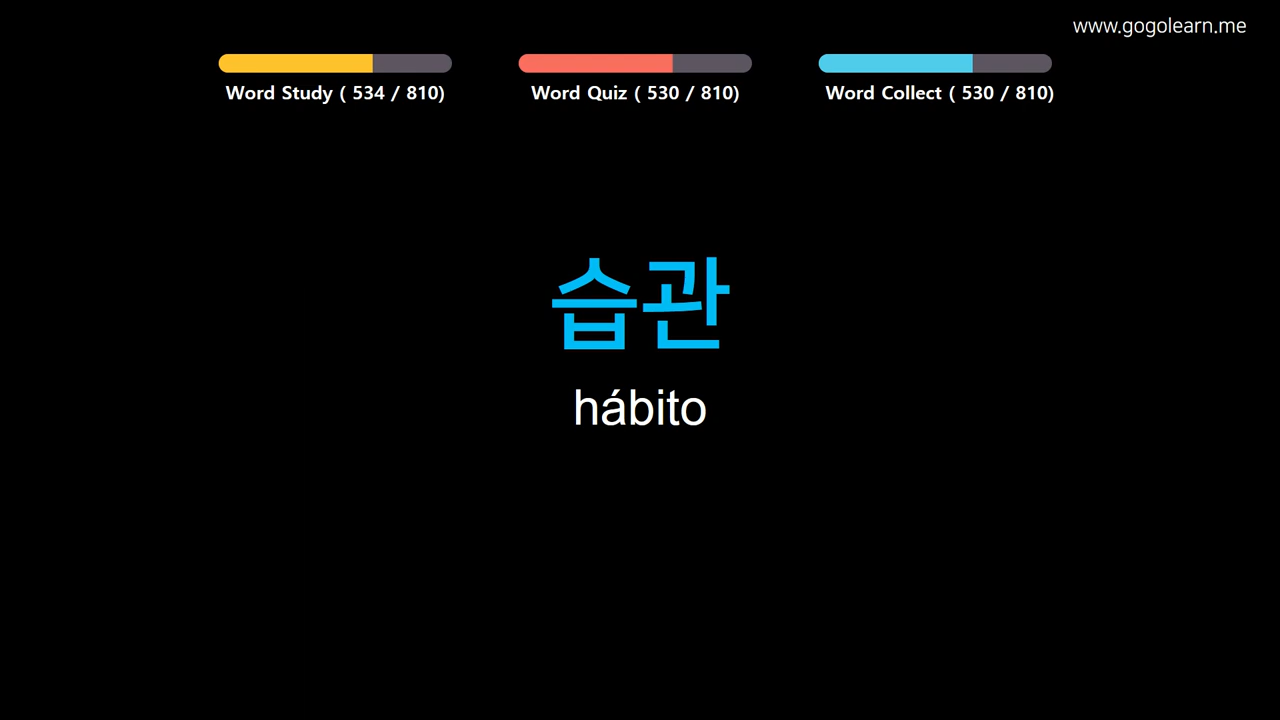 www.gogolearn.me
Word Study ( 534 / 810)
Word Quiz ( 530 / 810)
Word Collect ( 530 / 810)
습관
hábito